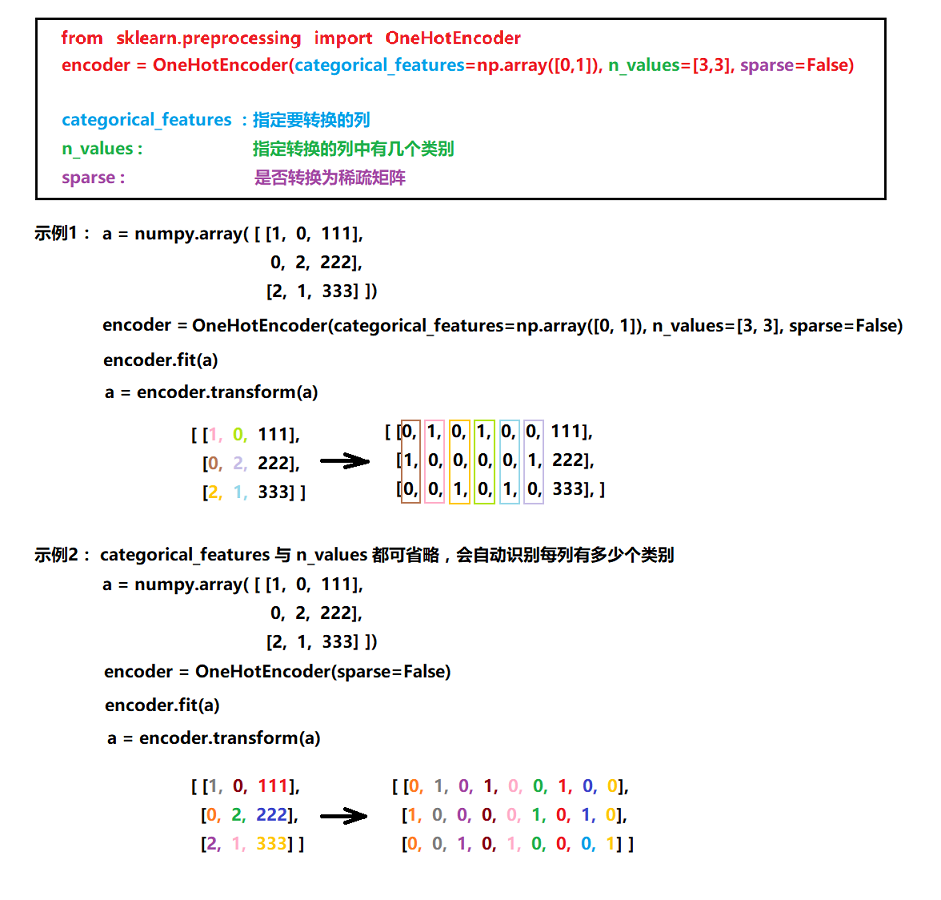 from sklearn.preprocessing import OneHotEncoder
encoder = OneHotEncoder(categorical_features=np.array([0,1]), n_values=[3,3], sparse=False)
categorical_features : 指定要转换的列
n_values : 指定转换的列中有几个类别
sparse : 是否转换为稀疏矩阵
示例1： a = numpy.array( [ [1, 0, 111],
0, 2, 222],
[2, 1, 333] ])
encoder = OneHotEncoder(categorical_features=np.array([0, 1]), n_values=[3, 3], sparse=False)
encoder.fit(a)
a = encoder.transform(a)
[ [1, 0, 111], [ [0, 1, 0, 1, 0, 0, 111],
[0, 2, 222], [1, 0, 0, 0, 0, 1, 222],
[2, 1, 333] ] [0, 0, 1, 0, 1, 0, 333], ]
示例2： categorical_features 与 n_values 都可省略，会自动识别每列有多少个类别
a = numpy.array( [ [1, 0, 111],
0, 2, 222],
[2, 1, 333] ])
encoder = OneHotEncoder(sparse=False)
encoder.fit(a)
a = encoder.transform(a)
[ [1, 0, 111], [ [0, 1, 0, 1, 0, 0, 1, 0, 0],
[0, 2, 222], [1, 0, 0, 0, 0, 1, 0, 1, 0],
[2, 1, 333] ] [0, 0, 1, 0, 1, 0, 0, 0, 1] ]